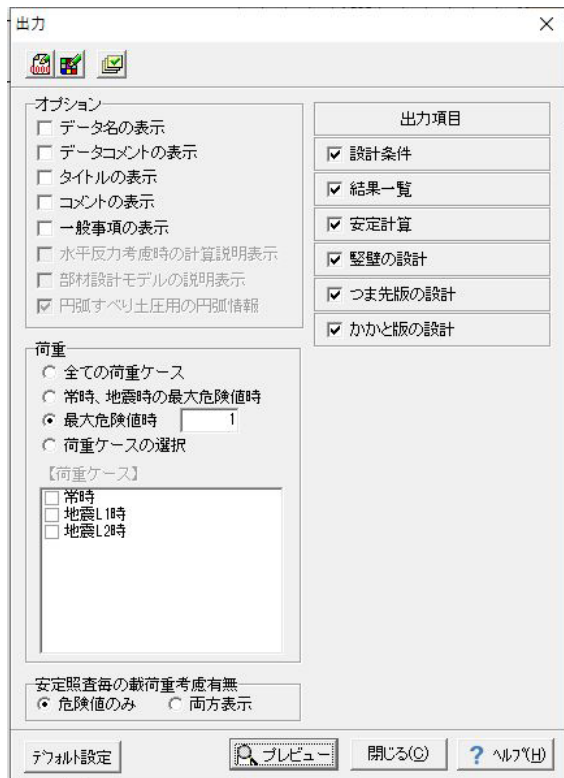 出力
オプション
データ名の表示
データコメントの表示
タイトルの表示
コメントの表示
一般事項の表示
水平反力考慮時の計算説明表示
部材設計モデルの説明表示
円弧すべり土圧用の円弧情報
荷重
全ての荷重ケース
常時、地震時の最大危険値時
最大危険値時 1
荷重ケースの選択
【荷重ケース】
常時
地震L1時
地震L2時
安定照査毎の載荷重考慮有無
危険値のみ 両方表示
出力項目
設計条件
結果一覧
安定計算
竪壁の設計
つま先版の設計
かかと版の設計
デフォルト設定 プレビュー 閉じる(C) ? ヘルプ(H)